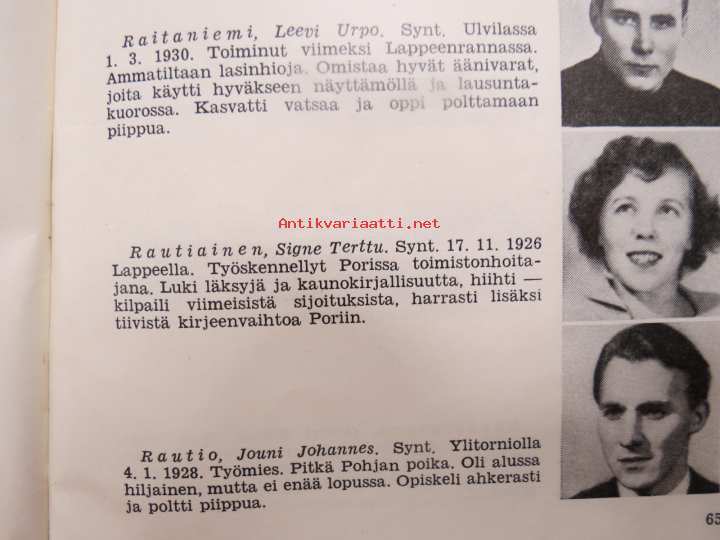 Raitaniemi, Leevi Urpo. Synt. Ulvilassa
1. 3. 1930. Toiminut viimeksi Lappeenrannassa.
Ammatiltaan lasinhioja. Omistaa hyvät äänivarat,
joita käytti hyväkseen näyttämöllä ja lausunta-
kuorossa. Kasvatti vatsaa ja oppi polttamaan
piippua.
Antikvariaatti.net
Rautiainen, Signe Terttu. Synt. 17. 11. 1926
Lappeella. Työskennellyt Porissa toimistonhoita-
jana. Luki läksyjä ja kaunokirjallisuutta, hiihti —
kilpaili viimeisistä sijoituksista, harrasti lisäksi
tiivistä kirjeenvaihtoa Poriin.
Rautio, Jouni Johannes. Synt. Ylitorniolla
4. 1. 1928. Työmies. Pitkä Pohjan poika. Oli alussa
hiljainen, mutta ei enää lopussa. Opiskeli ahkerasti
ja poltti piippua.
65